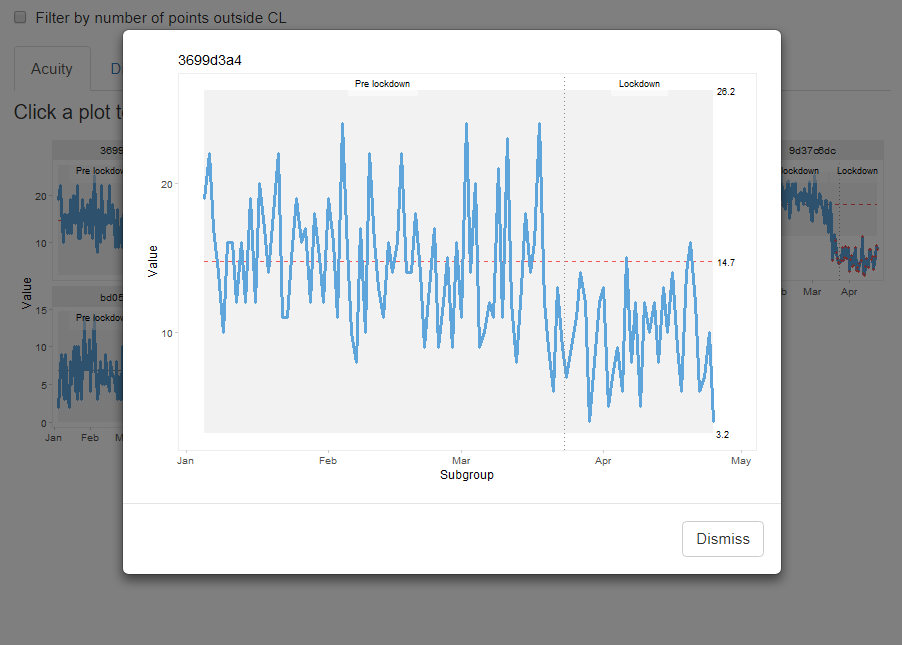 Filter by number of points outside CL
Acuity
D
Click a plot t
3699
Pre lockdow
20
10
Value
bd05
Pre lockdow
15
10
5
0
Jan Feb M
3699d3a4
Pre lockdown Lockdown
26.2
20
14.7
10
3.2
Value
Jan Feb Mar Apr May
Subgroup
Dismiss
9d37c6dc
lockdown Lockdown
b Mar Apr